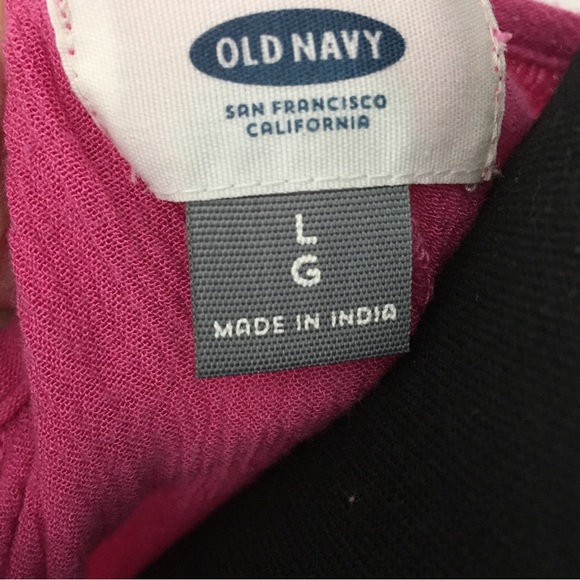 OLD NAVY
SAN FRANCISCO
CALIFORNIA
L
G
MADE IN INDIA